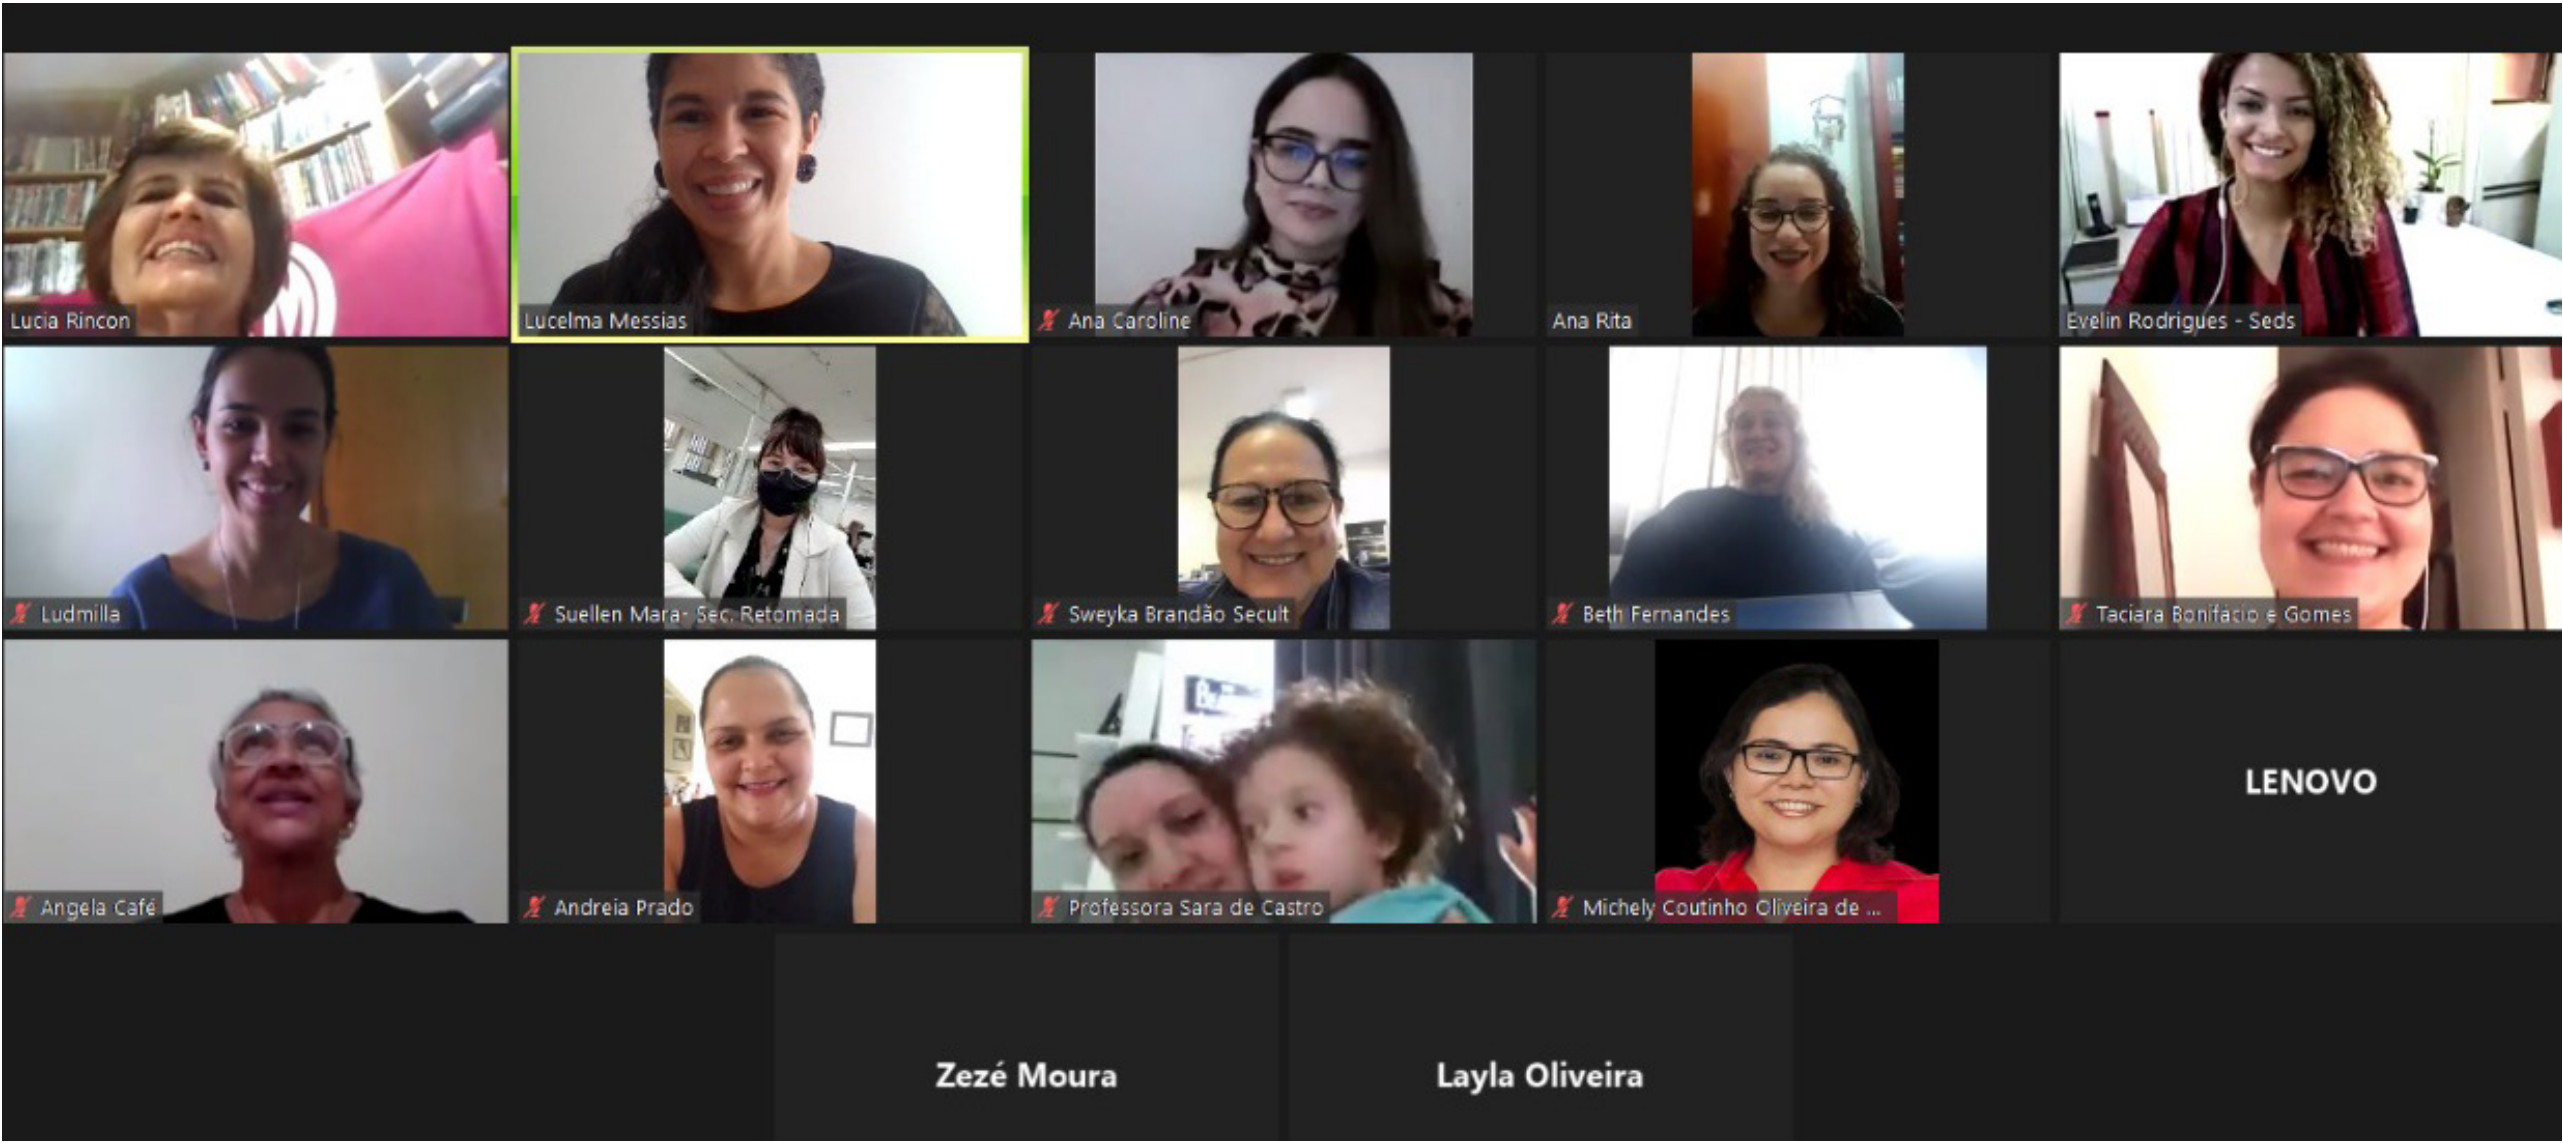 Lucia Rincon
Lucelma Messias
Ana Caroline
Ana Rita
Evelin Rodrigues - Seds
M
Ludmilla
Suellen Mara- Sec. Retomada
Sweyka Brandão Secult
Beth Fernandes
Taciara Bonifácio e Gomes
Angela Café
Andreia Prado
Professora Sara de Castro
Michely Coutinho Oliveira de ...
LENOVO
Zezé Moura
Layla Oliveira